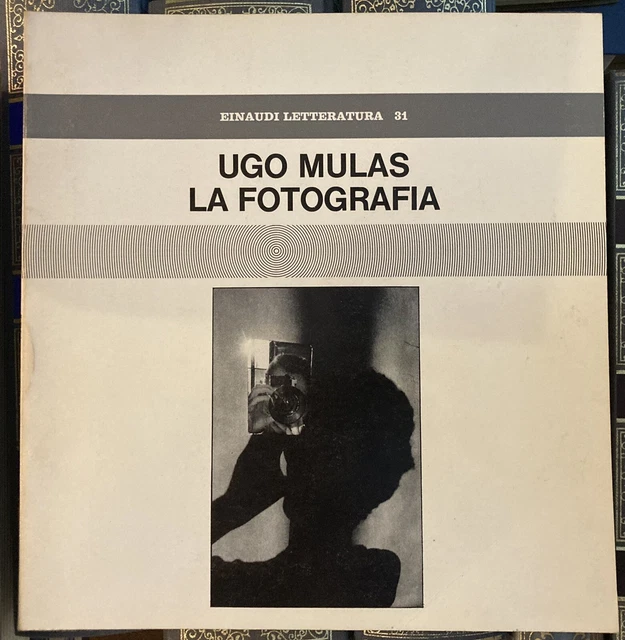 EINAUDI LETTERATURA 31
UGO MULAS
LA FOTOGRAFIA